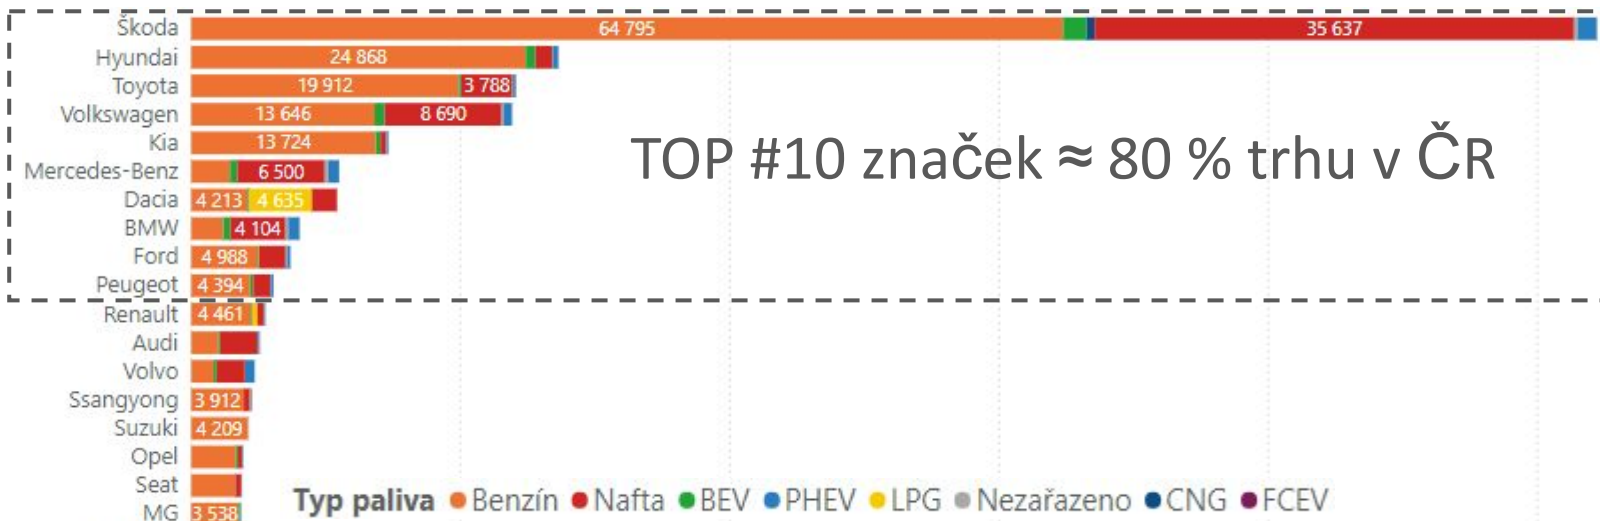 Škoda 64 795 35 637
Hyundai 24 868
Toyota 19 912 3 788
Volkswagen 13 646 8 690
Kia 13 724
TOP #10 značek ≈ 80 % trhu v ČR
Mercedes-Benz 6 500
Dacia 4 213 4 635
BMW 4 104
Ford 4 988
Peugeot 4 394
Renault 4 461
Audi
Volvo
Ssangyong 3 912
Suzuki 4 209
Opel
Seat
Typ paliva Benzín Nafta BEV PHEV LPG Nezařazeno CNG FCEV
MG 3 538